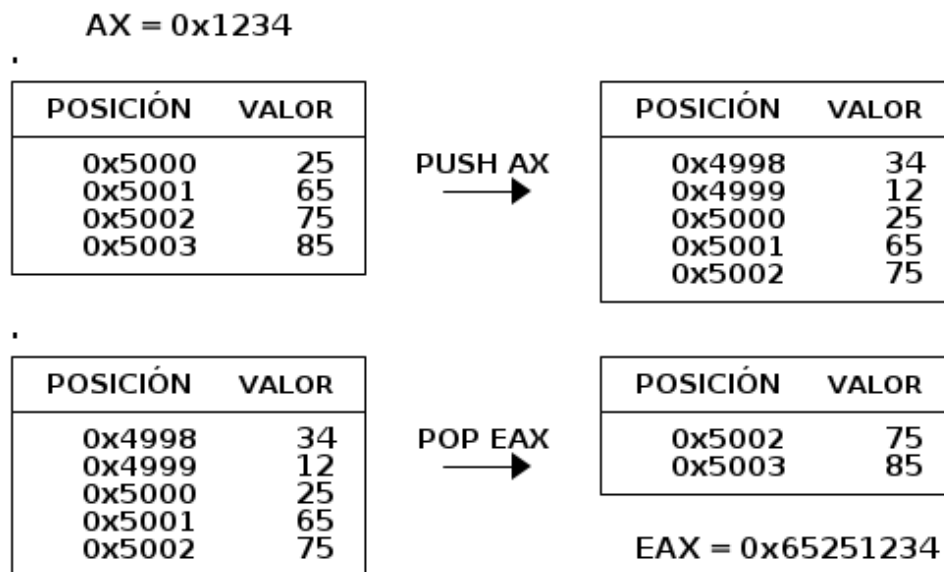 AX = 0x1234
.
POSICIÓN VALOR
0x5000 25
0x5001 65
0x5002 75
0x5003 85
PUSH AX
POSICIÓN VALOR
0x4998 34
0x4999 12
0x5000 25
0x5001 65
0x5002 75
.
POSICIÓN VALOR
0x4998 34
0x4999 12
0x5000 25
0x5001 65
0x5002 75
POP EAX
POSICIÓN VALOR
0x5002 75
0x5003 85
EAX = 0x65251234